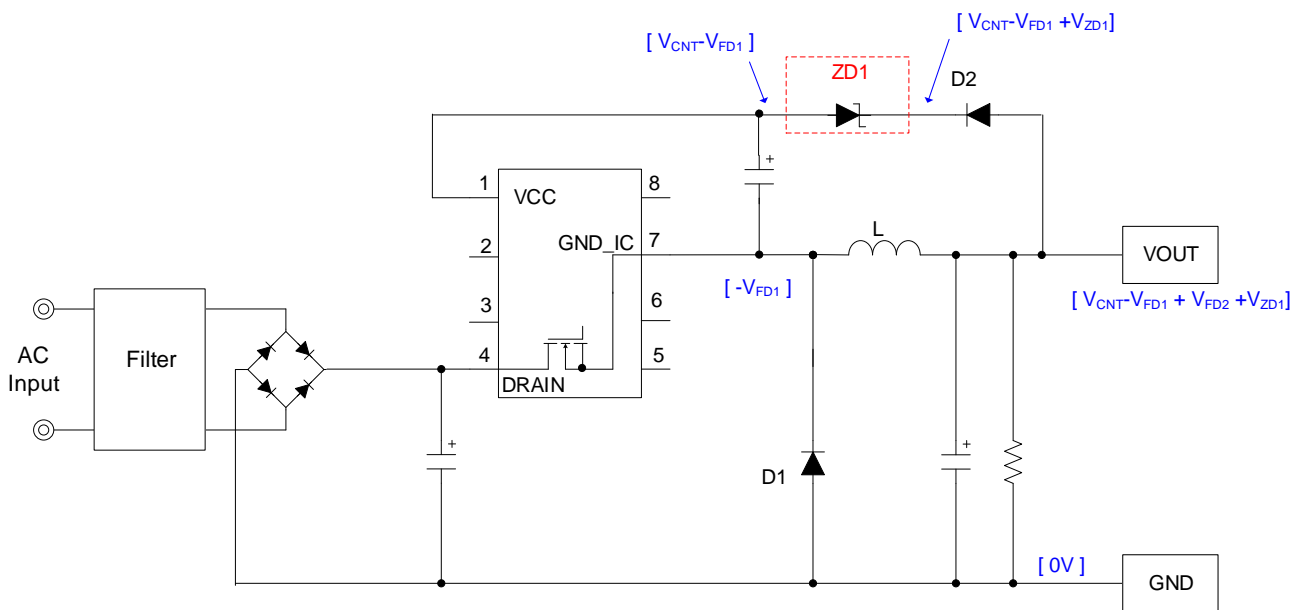 [ VCNT-VFD1 +VZD1]
[ VCNT-VFD1 ]
ZD1
D2
+
1
VCC
8
2
GND_IC
7
L
VOUT
[ -VFD1 ]
[ VCNT-VFD1 + VFD2 +VZD1]
3
6
AC
Input
Filter
4
5
DRAIN
+
D1
+
[ 0V ]
GND